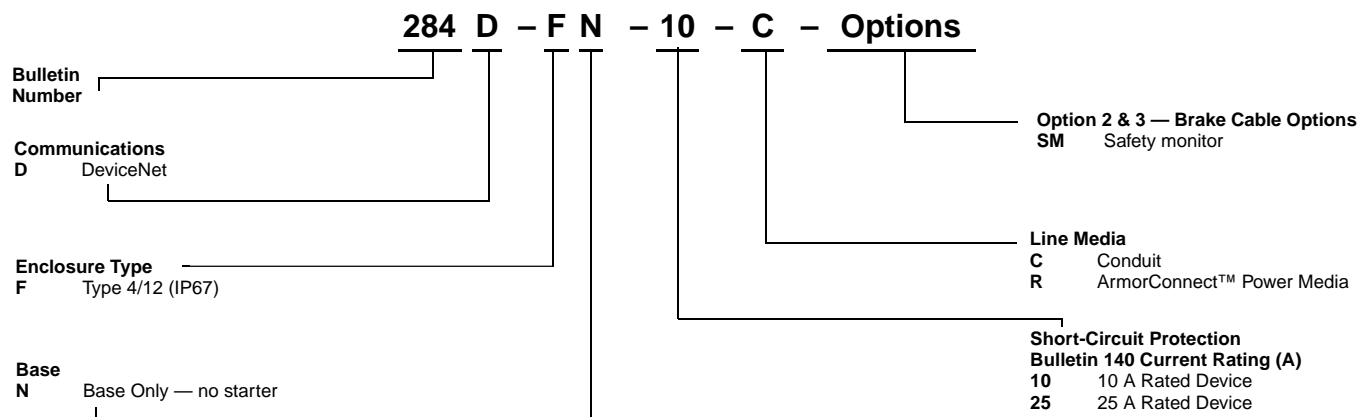 284 D – F N – 10 – C – Options
Bulletin
Number
Communications
D DeviceNet
Enclosure Type
F Type 4/12 (IP67)
Base
N Base Only — no starter
Option 2 & 3 — Brake Cable Options
SM Safety monitor
Line Media
C Conduit
R ArmorConnect™ Power Media
Short-Circuit Protection
Bulletin 140 Current Rating (A)
10 10 A Rated Device
25 25 A Rated Device